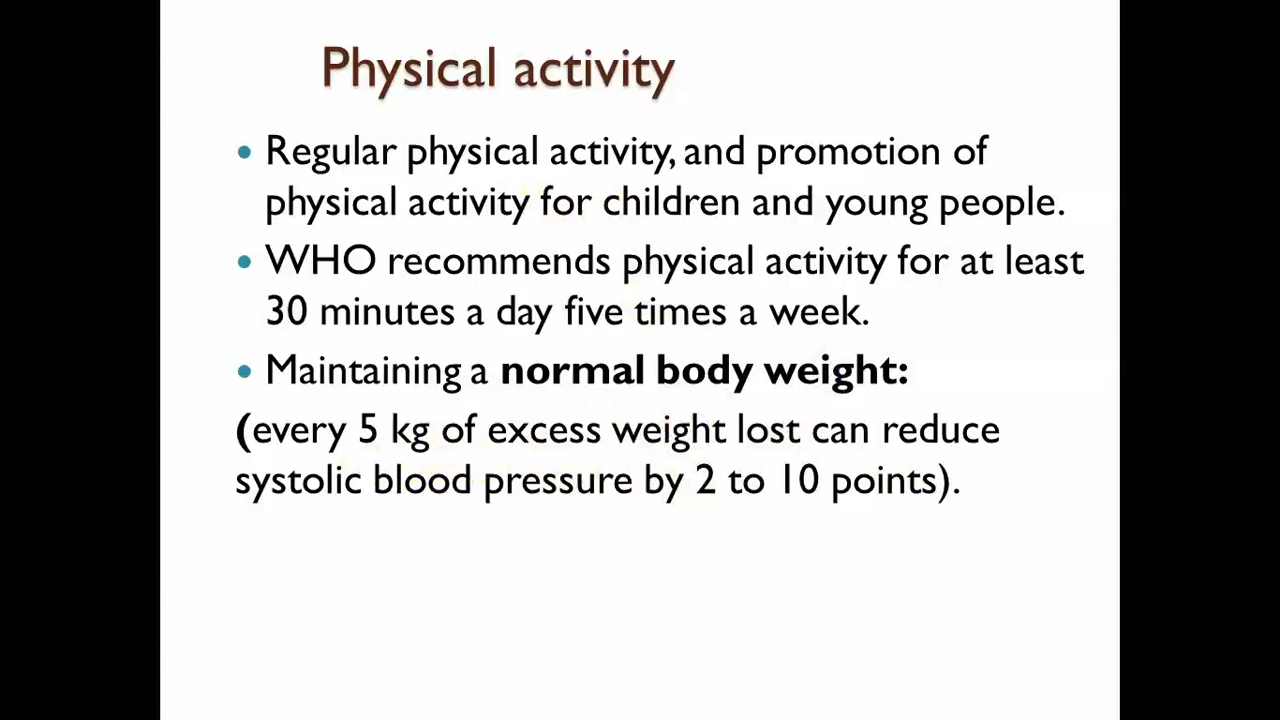 Physical activity
• Regular physical activity, and promotion of
physical activity for children and young people.
• WHO recommends physical activity for at least
30 minutes a day five times a week.
• Maintaining a normal body weight:
(every 5 kg of excess weight lost can reduce
systolic blood pressure by 2 to 10 points).